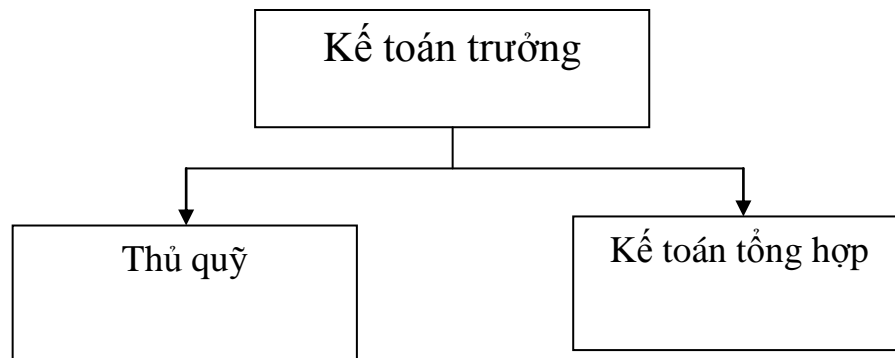 Kế toán trưởng
Thủ quỹ
Kế toán tổng hợp